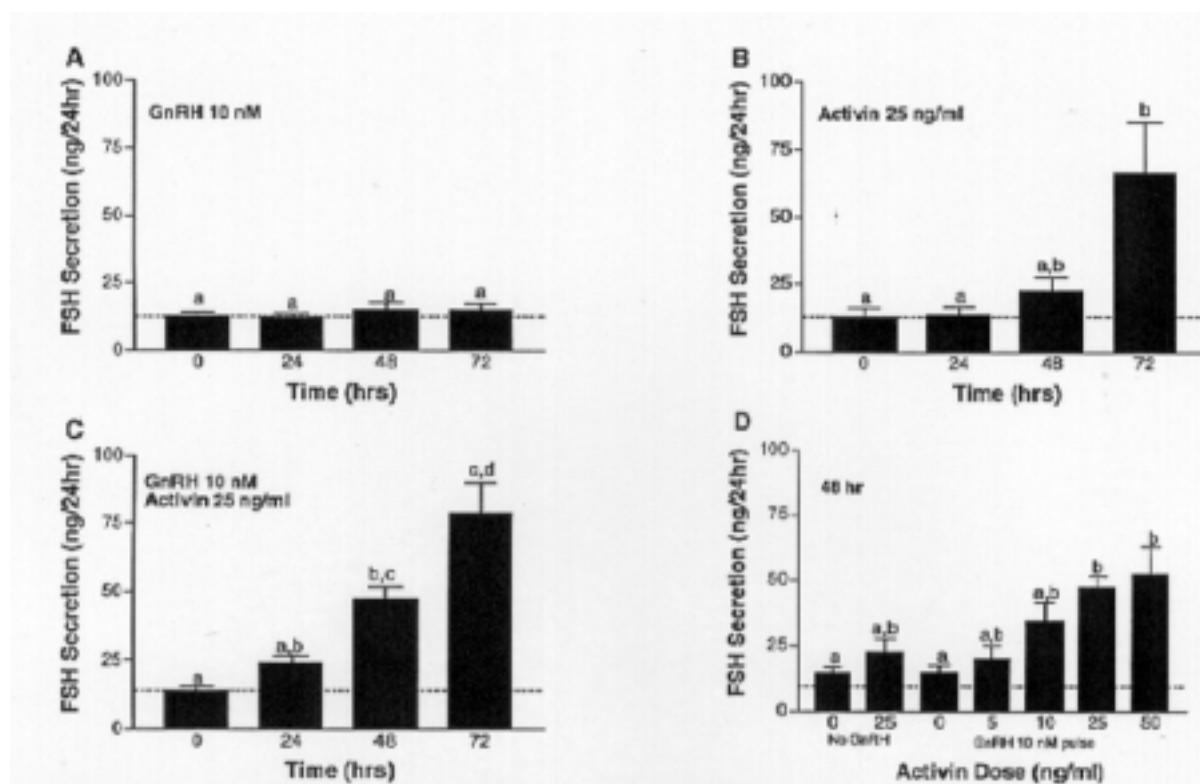 A
FSH Secretion (ng/24hr)
100
75
50
25
0
GnRH 10 nM
a
a
a
a
0 24 48 72
Time (hrs)
B
FSH Secretion (ng/24hr)
100
75
50
25
0
Activin 25 ng/ml
a
a
a,b
b
0 24 48 72
Time (hrs)
C
FSH Secretion (ng/24hr)
100
75
50
25
0
GnRH 10 nM
Activin 25 ng/ml
a
a,b
b,c
c,d
0 24 48 72
Time (hrs)
D
FSH Secretion (ng/24hr)
100
75
50
25
0
48 hr
a
a,b
a
a,b
a,b
b
b
0 25 0 5 10 25 50
No GnRH GnRH 10 nM pulse
Activin Dose (ng/ml)